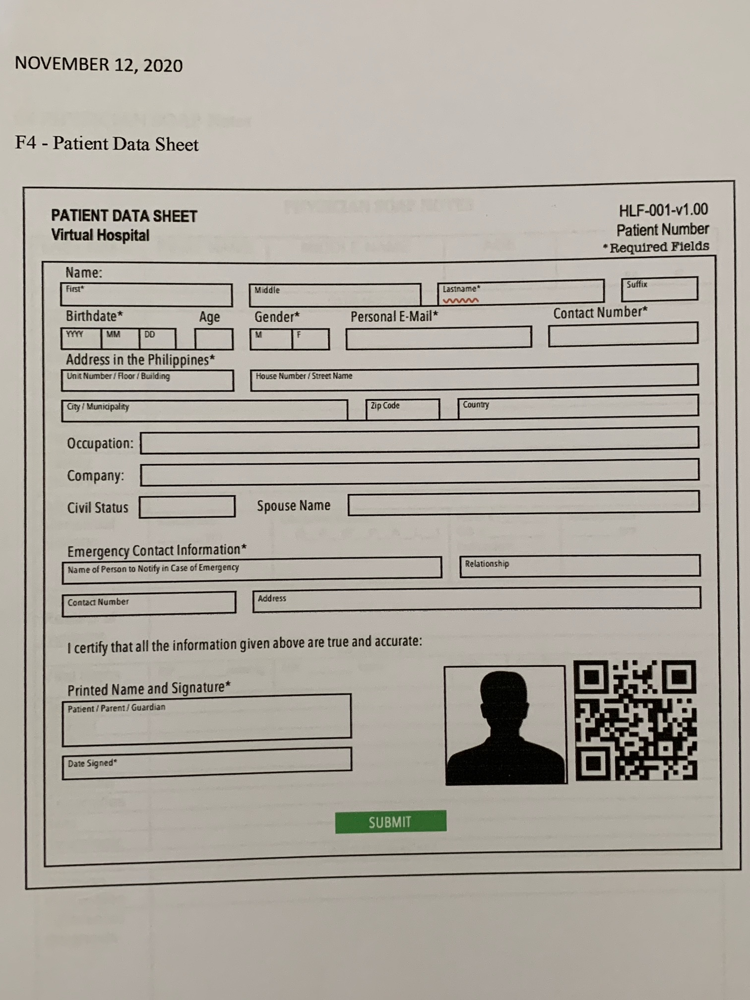 NOVEMBER 12, 2020
F4 - Patient Data Sheet
PATIENT DATA SHEET
Virtual Hospital
HLF-001-v1.00
Patient Number
*Required Fields
Name:
First*
Middle
Lastname*
Suffix
Birthdate*
Age
Gender*
Personal E-Mail*
Contact Number*
YYYY
MM
DD
M
F
Address in the Philippines*
Unit Number / Floor / Building
House Number / Street Name
City / Municipality
Zip Code
Country
Occupation:
Company:
Civil Status
Spouse Name
Emergency Contact Information*
Name of Person to Notify in Case of Emergency
Relationship
Contact Number
Address
I certify that all the information given above are true and accurate:
Printed Name and Signature*
Patient / Parent / Guardian
Date Signed*
SUBMIT